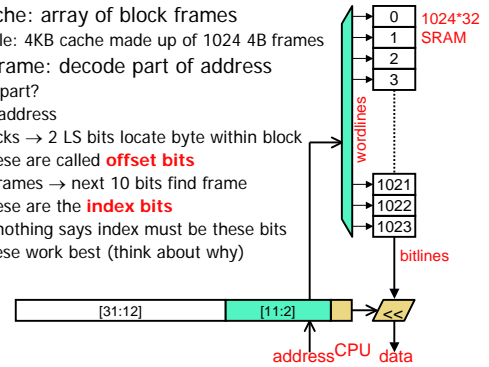 che: array of block frames
le: 4KB cache made up of 1024 4B frames
rame: decode part of address
part?
address
cks → 2 LS bits locate byte within block
ese are called offset bits
rames → next 10 bits find frame
ese are the index bits
nothing says index must be these bits
ese work best (think about why)
0
1
2
3
1021
1022
1023
1024*32
SRAM
wordlines
bitlines
[31:12]
[11:2]
<<
address
CPU
data